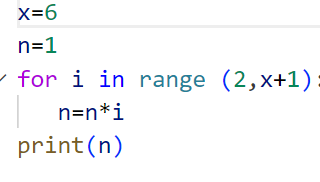 x=6
n=1
for i in range (2,x+1):
    n=n*i
print(n)